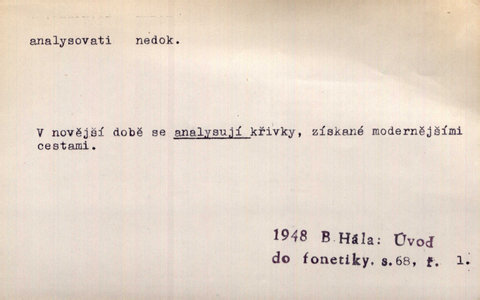 analysovati nedok.
V novější době se analysují křivky, získané modernějšími
cestami.
1948 B. Hála: Úvod
do fonetiky, s.68, ř. 1.